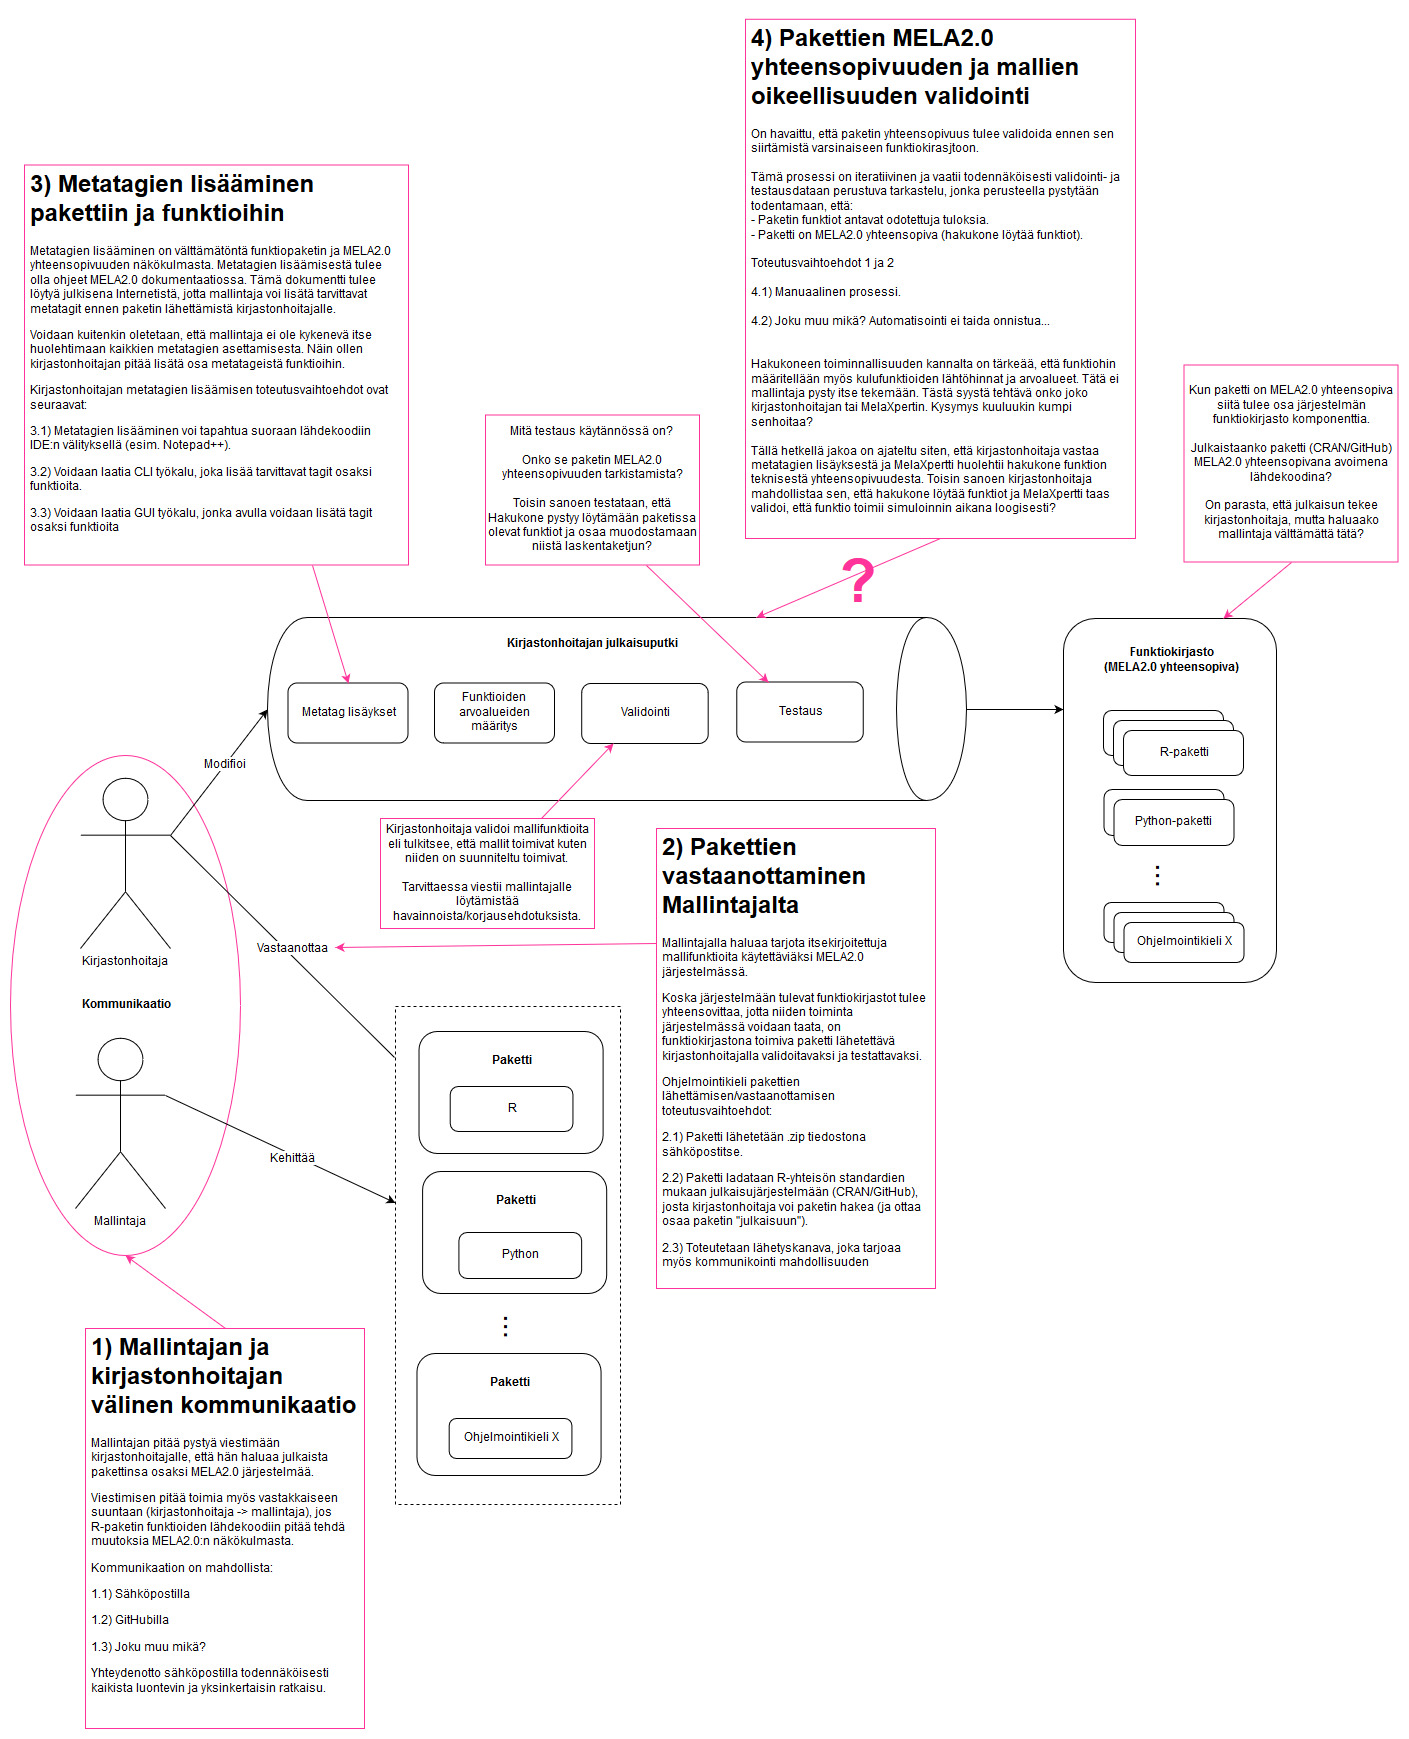 4) Pakettien MELA2.0
yhteensopivuuden ja mallien
oikeellisuuden validointi
On havaittu, että paketin yhteensopivuus tulee validoida ennen sen
siirtämistä varsinaiseen funktiokirasjtoon.
Tämä prosessi on iteratiivinen ja vaatii todennäköisesti validointi- ja
testausdataan perustuva tarkastelu, jonka perusteella pystytään
todentamaan, että:
- Paketin funktiot antavat odotettuja tuloksia.
- Paketti on MELA2.0 yhteensopiva (hakukone löytää funktiot).
Toteutusvaihtoehdot 1 ja 2
4.1) Manuaalinen prosessi.
4.2) Joku muu mikä? Automatisointi ei taida onnistua...
Hakukoneen toiminnallisuuden kannalta on tärkeää, että funktiohin
määritellään myös kulufunktioiden lähtöhinnat ja arvoalueet. Tätä ei
mallintaja pysty itse tekemään. Tästä syystä tehtävä onko joko
kirjastonhoitajan tai MelaXpertin. Kysymys kuuluukin kumpi
senhoitaa?
Tällä hetkellä jakoa on ajateltu siten, että kirjastonhoitaja vastaa
metatagien lisäyksestä ja MelaXpertti huolehtii hakukone funktion
teknisestä yhteensopivuudesta. Toisin sanoen kirjastonhoitaja
mahdollistaa sen, että hakukone löytää funktiot ja MelaXpertti taas
validoi, että funktio toimii simuloinnin aikana loogisesti?
3) Metatagien lisääminen
pakettiin ja funktioihin
Metatagien lisääminen on välttämätöntä funktiopaketin ja MELA2.0
yhteensopivuuden näkökulmasta. Metatagien lisäämisestä tulee
olla ohjeet MELA2.0 dokumentaatiossa. Tämä dokumentti tulee
löytyä julkisena Internetistä, jotta mallintaja voi lisätä tarvittavat
metatagit ennen paketin lähettämistä kirjastonhoitajalle.
Voidaan kuitenkin oletetaan, että mallintaja ei ole kykenevä itse
huolehtimaan kaikkien metatagien asettamisesta. Näin ollen
kirjastonhoitajan pitää lisätä osa metatageistä funktioihin.
Kirjastonhoitajan metatagien lisäämisen toteutusvaihtoehdot ovat
seuraavat:
3.1) Metatagien lisääminen voi tapahtua suoraan lähdekoodiin
IDE:n välityksellä (esim. Notepad++).
3.2) Voidaan laatia CLI työkalu, joka lisää tarvittavat tagit osaksi
funktioita.
3.3) Voidaan laatia GUI työkalu, jonka avulla voidaan lisätä tagit
osaksi funktioita
Mitä testaus käytännössä on?
Onko se paketin MELA2.0
yhteensopivuuden tarkistamista?
Toisin sanoen testataan, että
Hakukone pystyy löytämään paketissa
olevat funktiot ja osaa muodostamaan
niistä laskentaketjun?
Kun paketti on MELA2.0 yhteensopiva
siitä tulee osa järjestelmän
funktiokirjasto komponenttia.
Julkaistaanko paketti (CRAN/GitHub)
MELA2.0 yhteensopivana avoimena
lähdekoodina?
On parasta, että julkaisun tekee
kirjastonhoitaja, mutta haluaako
mallintaja välttämättä tätä?
?
Kirjastonhoitajan julkaisuputki
Metatag lisäykset
Funktioiden
arvoalueiden
määritys
Validointi
Testaus
Funktiokirjasto
(MELA2.0 yhteensopiva)
R-paketti
Python-paketti
Ohjelmointikieli X
Modifioi
Kirjastonhoitaja validoi mallifunktioita
eli tulkitsee, että mallit toimivat kuten
niiden on suunniteltu toimivat.
Tarvittaessa viestii mallintajalle
löytämistää
havainnoista/korjausehdotuksista.
Kirjastonhoitaja
Kommunikaatio
Mallintaja
Vastaanottaa
Kehittää
2) Pakettien
vastaanottaminen
Mallintajalta
Mallintajalla haluaa tarjota itsekirjoitettuja
mallifunktioita käytettäviäksi MELA2.0
järjestelmässä.
Koska järjestelmään tulevat funktiokirjastot tulee
yhteensovittaa, jotta niiden toiminta
järjestelmässä voidaan taata, on
funktiokirjastona toimiva paketti lähetettävä
kirjastonhoitajalla validoitavaksi ja testattavaksi.
Ohjelmointikieli pakettien
lähettämisen/vastaanottamisen
toteutusvaihtoehdot:
2.1) Paketti lähetetään .zip tiedostona
sähköpostitse.
2.2) Paketti ladataan R-yhteisön standardien
mukaan julkaisujärjestelmään (CRAN/GitHub),
josta kirjastonhoitaja voi paketin hakea (ja ottaa
osaa paketin "julkaisuun").
2.3) Toteutetaan lähetyskanava, joka tarjoaa
myös kommunikointi mahdollisuuden
Paketti
R
Paketti
Python
Paketti
Ohjelmointikieli X
1) Mallintajan ja
kirjastonhoitajan
välinen kommunikaatio
Mallintajan pitää pystyä viestimään
kirjastonhoitajalle, että hän haluaa julkaista
pakettinsa osaksi MELA2.0 järjestelmää.
Viestimisen pitää toimia myös vastakkaiseen
suuntaan (kirjastonhoitaja -> mallintaja), jos
R-paketin funktioiden lähdekoodiin pitää tehdä
muutoksia MELA2.0:n näkökulmasta.
Kommunikaation on mahdollista:
1.1) Sähköpostilla
1.2) GitHubilla
1.3) Joku muu mikä?
Yhteydenotto sähköpostilla todennäköisesti
kaikista luontevin ja yksinkertaisin ratkaisu.